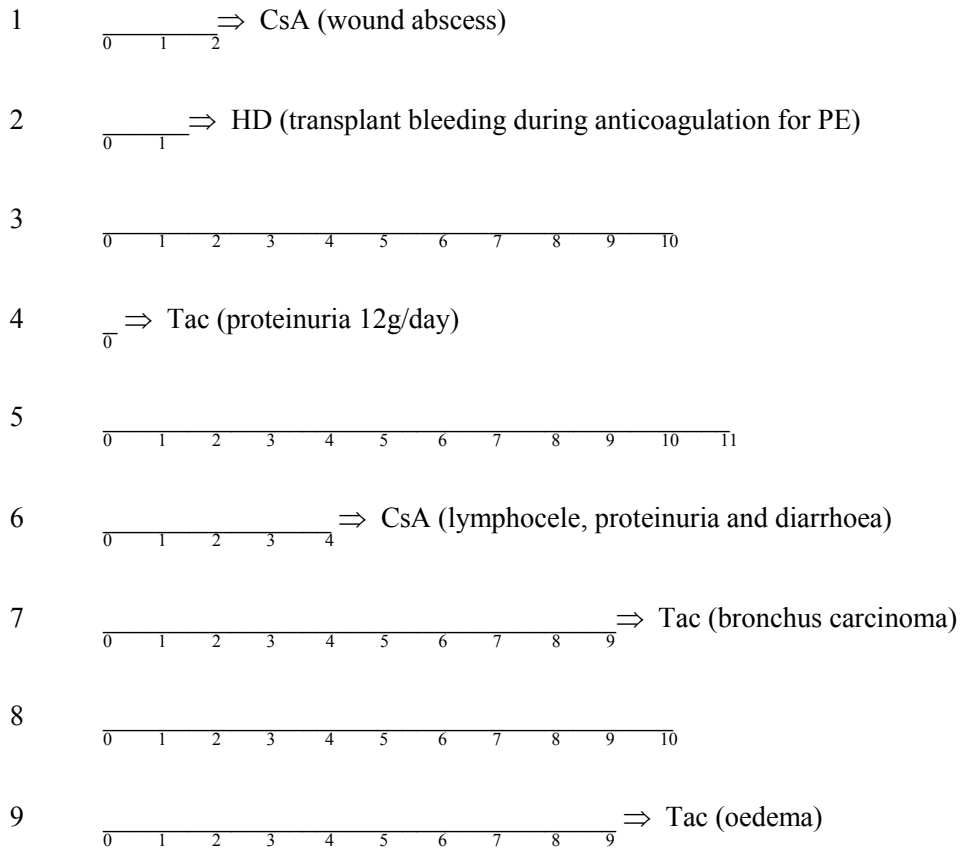 1 ⇒ CsA (wound abscess)
0 1 2
2 ⇒ HD (transplant bleeding during anticoagulation for PE)
0 1
3
0 1 2 3 4 5 6 7 8 9 10
4 ⇒ Tac (proteinuria 12g/day)
0
5
0 1 2 3 4 5 6 7 8 9 10 11
6 ⇒ CsA (lymphocele, proteinuria and diarrhoea)
0 1 2 3 4
7 ⇒ Tac (bronchus carcinoma)
0 1 2 3 4 5 6 7 8 9
8
0 1 2 3 4 5 6 7 8 9 10
9 ⇒ Tac (oedema)
0 1 2 3 4 5 6 7 8 9